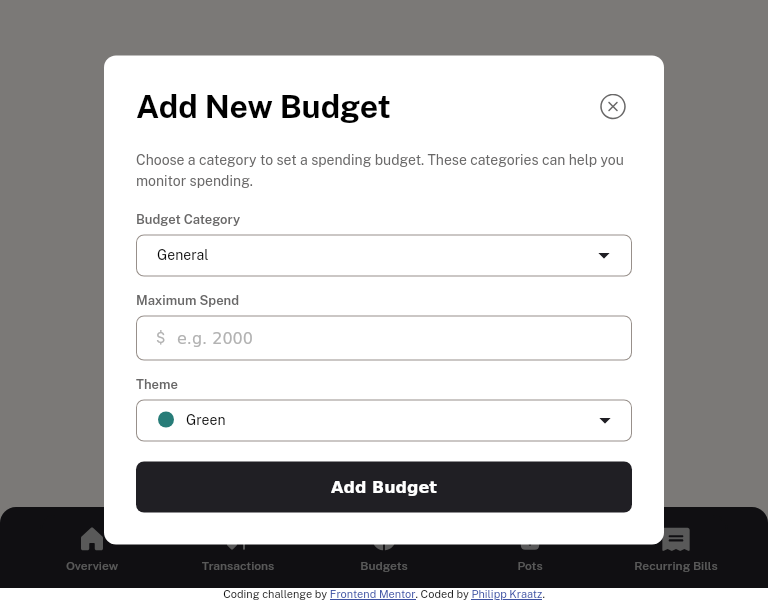 Add New Budget
Choose a category to set a spending budget. These categories can help you
monitor spending.
Budget Category
General
Maximum Spend
$ e.g. 2000
Theme
Green
Add Budget
Overview Transactions Budgets Pots Recurring Bills
Coding challenge by Frontend Mentor. Coded by Philipp Kraatz.